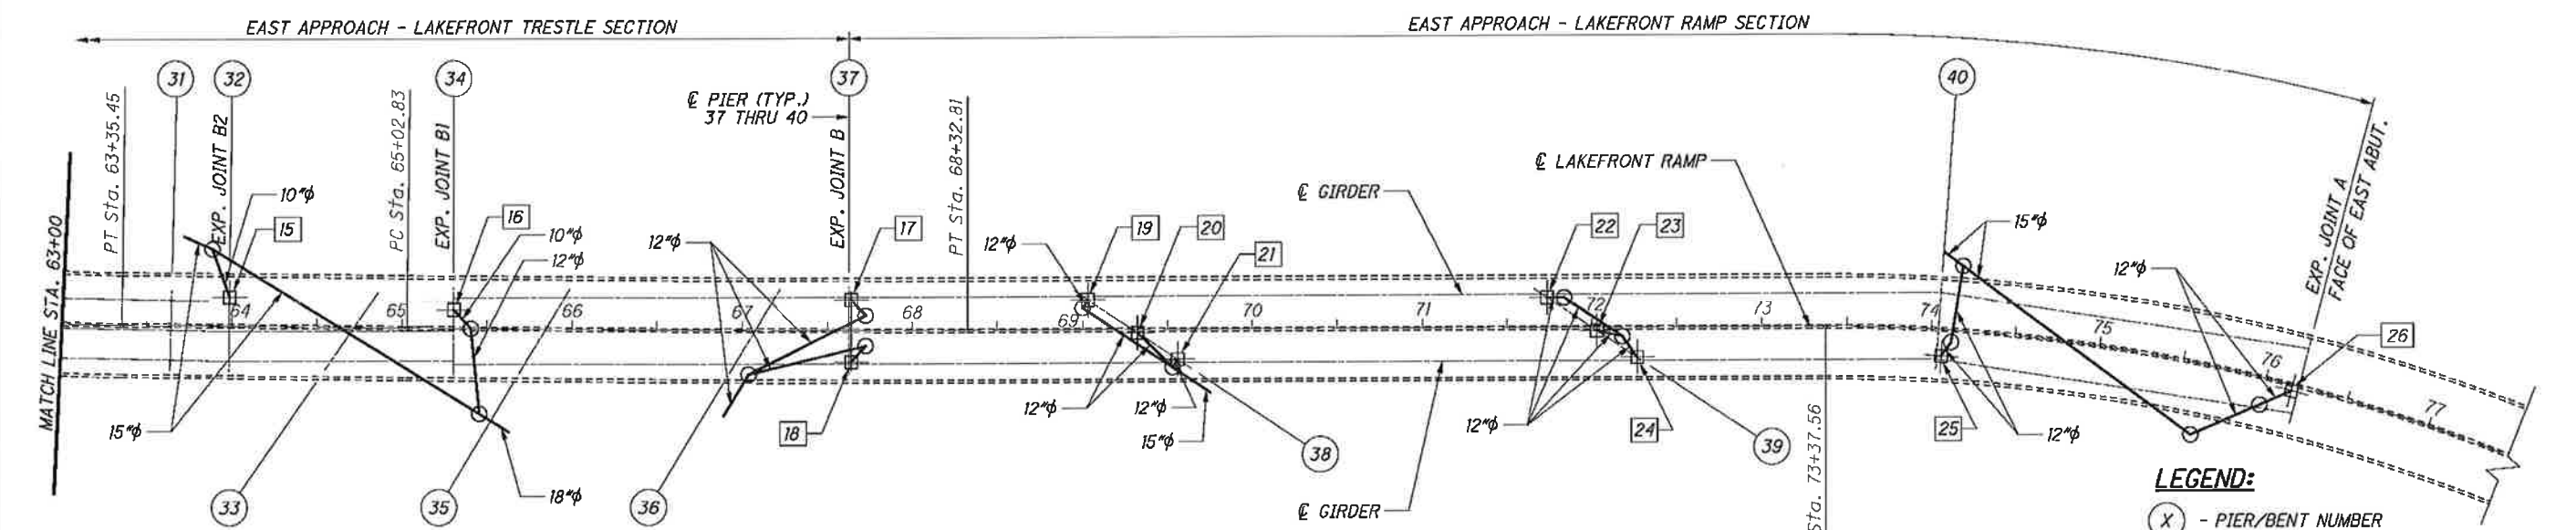 EAST APPROACH - LAKEFRONT TRESTLE SECTION
EAST APPROACH - LAKEFRONT RAMP SECTION
31
32
34
37
40
PT Sta. 63+35.45
EXP. JOINT B2
PC Sta. 65+02.83
EXP. JOINT B1
℄ PIER (TYP.)
37 THRU 40
EXP. JOINT B
PT Sta. 68+32.81
℄ LAKEFRONT RAMP
℄ GIRDER
EXP. JOINT A
FACE OF EAST ABUT.
MATCH LINE STA. 63+00
10"φ
15
16
10"φ
12"φ
12"φ
17
12"φ
19
20
21
22
23
15"φ
12"φ
64
65
66
67
68
69
70
71
72
73
74
75
76
77
26
15"φ
18"φ
18
12"φ
12"φ
15"φ
12"φ
24
25
12"φ
33
35
36
38
39
℄ GIRDER
Sta. 73+37.56
LEGEND:
X - PIER/BENT NUMBER